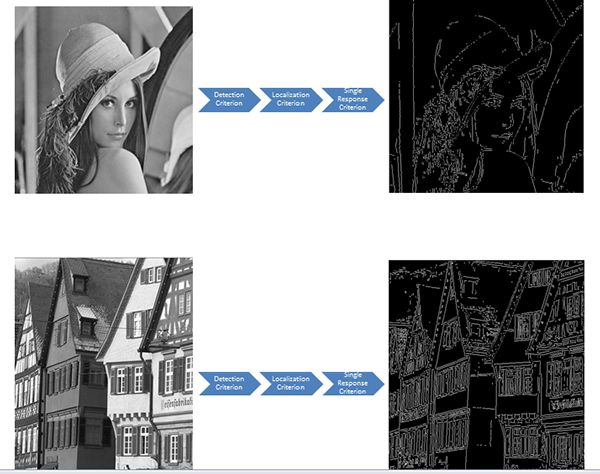 Detection
Criterion
Localization
Criterion
Single
Response
Criterion
Detection
Criterion
Localization
Criterion
Single
Response
Criterion